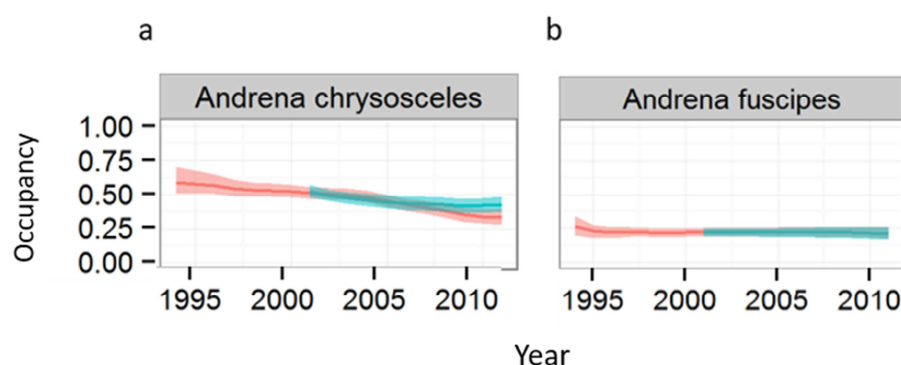 a
b
Andrena chrysosceles
Andrena fuscipes
Occupancy
1.00
0.75
0.50
0.25
0.00
1995 2000 2005 2010
1995 2000 2005 2010
Year